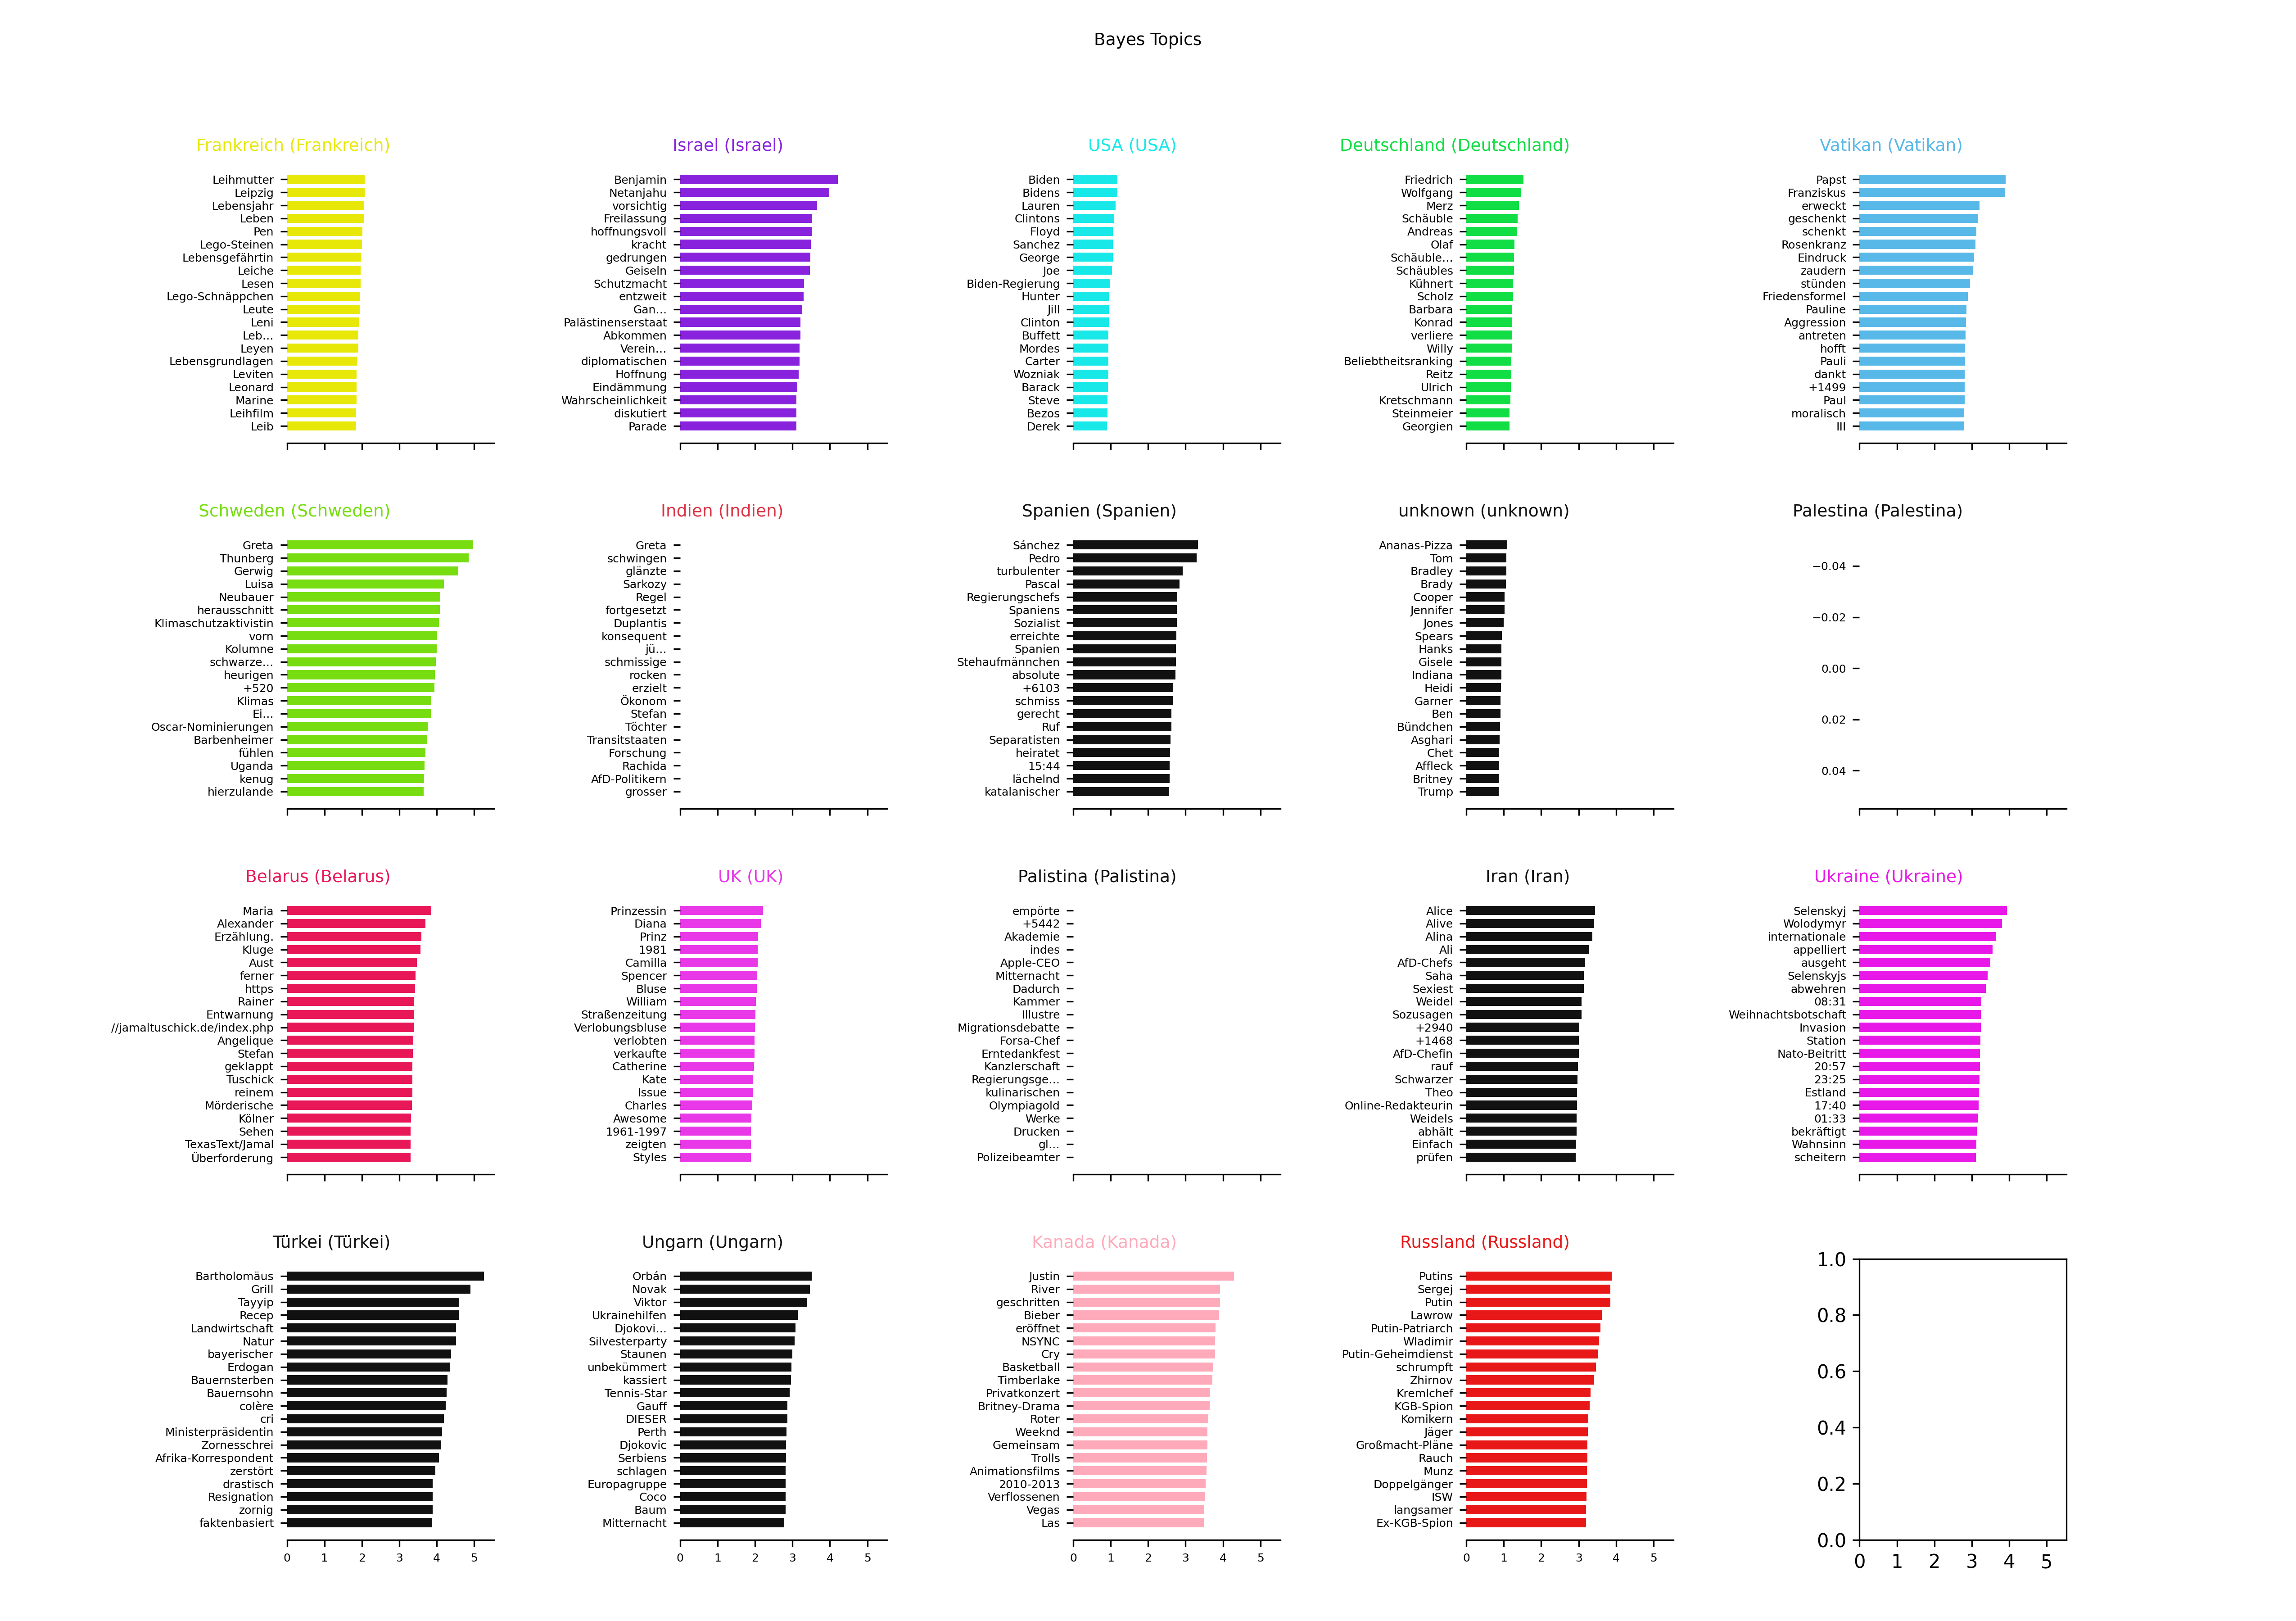 Bayes Topics
Frankreich (Frankreich)
Leihmutter
Leipzig
Lebensjahr
Leben
Pen
Lego-Steinen
Lebensgefährtin
Leiche
Lesen
Lego-Schnäppchen
Leute
Leni
Leb...
Leyen
Lebensgrundlagen
Leviten
Leonard
Marine
Leihfilm
Leib
Israel (Israel)
Benjamin
Netanjahu
vorsichtig
Freilassung
hoffnungsvoll
kracht
gedrungen
Geiseln
Schutzmacht
entzweit
Gan...
Palästinenserstaat
Abkommen
Verein...
diplomatischen
Hoffnung
Eindämmung
Wahrscheinlichkeit
diskutiert
Parade
USA (USA)
Biden
Bidens
Lauren
Clintons
Floyd
Sanchez
George
Joe
Biden-Regierung
Hunter
Jill
Clinton
Buffett
Mordes
Carter
Wozniak
Barack
Steve
Bezos
Derek
Deutschland (Deutschland)
Friedrich
Wolfgang
Merz
Schäuble
Andreas
Olaf
Schäuble...
Schäubles
Kühnert
Scholz
Barbara
Konrad
verliere
Willy
Beliebtheitsranking
Reitz
Ulrich
Kretschmann
Steinmeier
Georgien
Vatikan (Vatikan)
Papst
Franziskus
erweckt
geschenkt
schenkt
Rosenkranz
Eindruck
zaudern
stünden
Friedensformel
Pauline
Aggression
antreten
hofft
Pauli
dankt
+1499
Paul
moralisch
III
Schweden (Schweden)
Greta
Thunberg
Gerwig
Luisa
Neubauer
herausschnitt
Klimaschutzaktivistin
vorn
Kolumne
schwarze...
heurigen
+520
Klimas
Ei...
Oscar-Nominierungen
Barbenheimer
fühlen
Uganda
kenug
hierzulande
Indien (Indien)
Greta
schwingen
glänzte
Sarkozy
Regel
fortgesetzt
Duplantis
konsequent
jü...
schmissige
rocken
erzielt
Ökonom
Stefan
Töchter
Transitstaaten
Forschung
Rachida
AfD-Politikern
grosser
Spanien (Spanien)
Sánchez
Pedro
turbulenter
Pascal
Regierungschefs
Spaniens
Sozialist
erreichte
Spanien
Stehaufmännchen
absolute
+6103
schmiss
gerecht
Ruf
Separatisten
heiratet
15:44
lächelnd
katalanischer
unknown (unknown)
Ananas-Pizza
Tom
Bradley
Brady
Cooper
Jennifer
Jones
Spears
Hanks
Gisele
Indiana
Heidi
Garner
Ben
Bündchen
Asghari
Chet
Affleck
Britney
Trump
Palestina (Palestina)
−0.04
−0.02
0.00
0.02
0.04
Belarus (Belarus)
Maria
Alexander
Erzählung.
Kluge
Aust
ferner
https
Rainer
Entwarnung
//jamaltuschick.de/index.php
Angelique
Stefan
geklappt
Tuschick
reinem
Mörderische
Kölner
Sehen
TexasText/Jamal
Überforderung
UK (UK)
Prinzessin
Diana
Prinz
1981
Camilla
Spencer
Bluse
William
Straßenzeitung
Verlobungsbluse
verlobten
verkaufte
Catherine
Kate
Issue
Charles
Awesome
1961-1997
zeigten
Styles
Palistina (Palistina)
empörte
+5442
Akademie
indes
Apple-CEO
Mitternacht
Dadurch
Kammer
Illustre
Migrationsdebatte
Forsa-Chef
Erntedankfest
Kanzlerschaft
Regierungsge...
kulinarischen
Olympiagold
Werke
Drucken
gl...
Polizeibeamter
Iran (Iran)
Alice
Alive
Alina
Ali
AfD-Chefs
Saha
Sexiest
Weidel
Sozusagen
+2940
+1468
AfD-Chefin
rauf
Schwarzer
Theo
Online-Redakteurin
Weidels
abhält
Einfach
prüfen
Ukraine (Ukraine)
Selenskyj
Wolodymyr
internationale
appelliert
ausgeht
Selenskyjs
abwehren
08:31
Weihnachtsbotschaft
Invasion
Station
Nato-Beitritt
20:57
23:25
Estland
17:40
01:33
bekräftigt
Wahnsinn
scheitern
Türkei (Türkei)
Bartholomäus
Grill
Tayyip
Recep
Landwirtschaft
Natur
bayerischer
Erdogan
Bauernsterben
Bauernsohn
colère
cri
Ministerpräsidentin
Zornesschrei
Afrika-Korrespondent
zerstört
drastisch
Resignation
zornig
faktenbasiert
0 1 2 3 4 5
Ungarn (Ungarn)
Orbán
Novak
Viktor
Ukrainehilfen
Djokovi...
Silvesterparty
Staunen
unbekümmert
kassiert
Tennis-Star
Gauff
DIESER
Perth
Djokovic
Serbiens
schlagen
Europagruppe
Coco
Baum
Mitternacht
0 1 2 3 4 5
Kanada (Kanada)
Justin
River
geschritten
Bieber
eröffnet
NSYNC
Cry
Basketball
Timberlake
Privatkonzert
Britney-Drama
Roter
Weeknd
Gemeinsam
Trolls
Animationsfilms
2010-2013
Verflossenen
Vegas
Las
0 1 2 3 4 5
Russland (Russland)
Putins
Sergej
Putin
Lawrow
Putin-Patriarch
Wladimir
Putin-Geheimdienst
schrumpft
Zhirnov
Kremlchef
KGB-Spion
Komikern
Jäger
Großmacht-Pläne
Rauch
Munz
Doppelgänger
ISW
langsamer
Ex-KGB-Spion
0 1 2 3 4 5
1.0
0.8
0.6
0.4
0.2
0.0
0 1 2 3 4 5